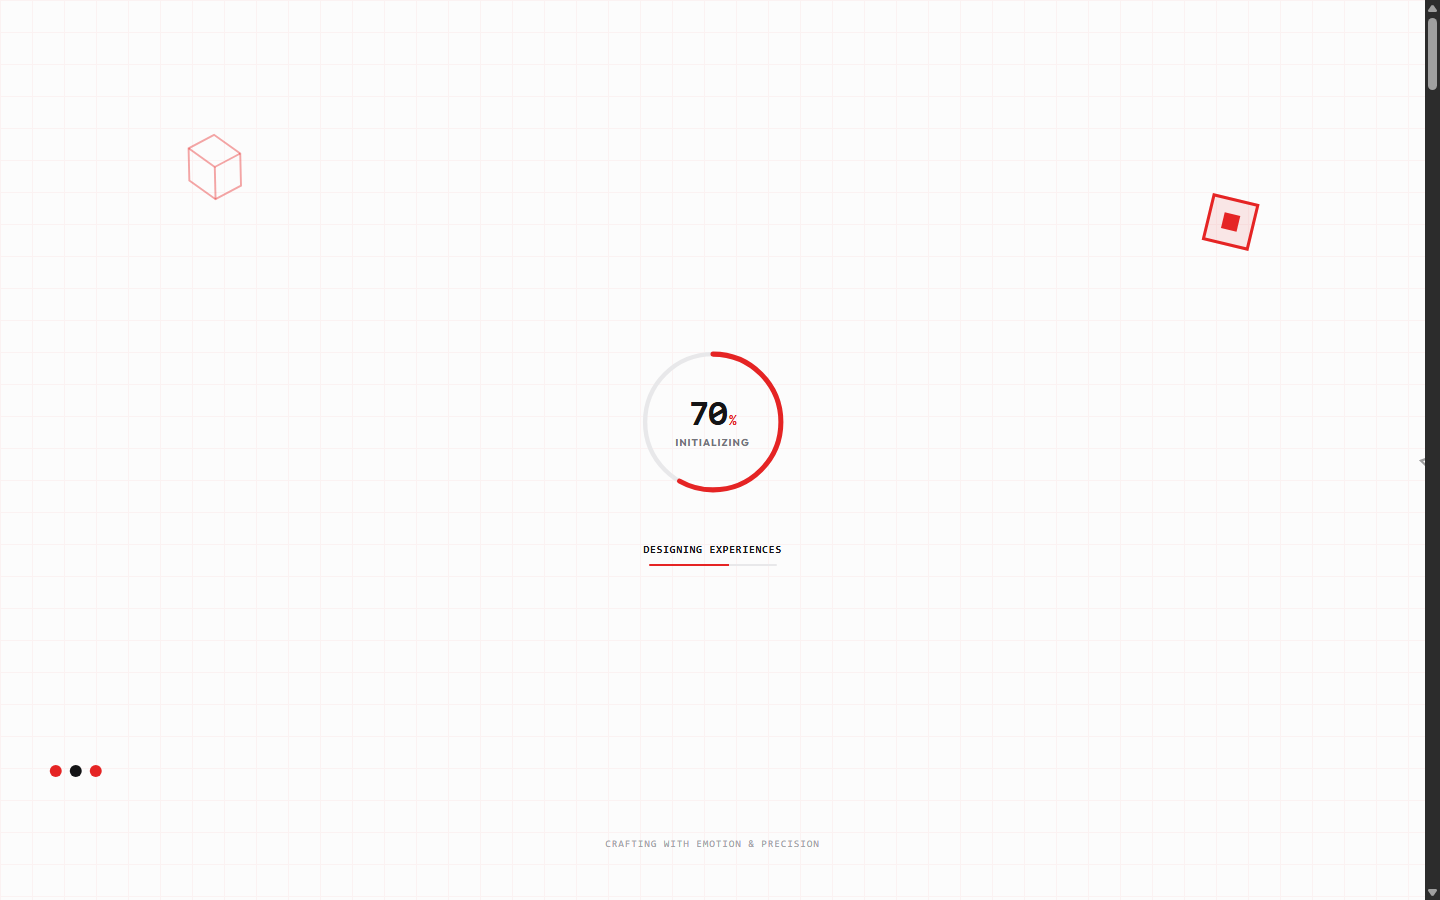 70%
INITIALIZING
DESIGNING EXPERIENCES
CRAFTING WITH EMOTION & PRECISION